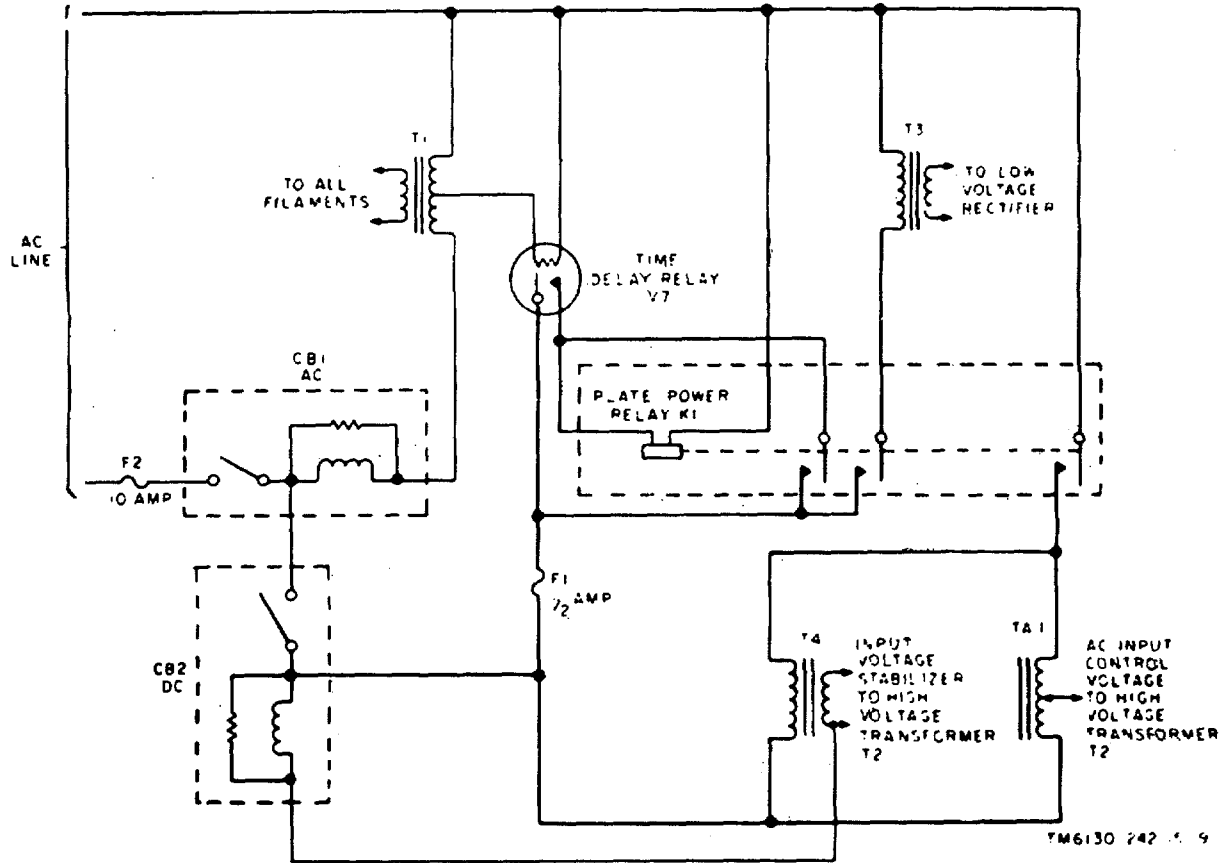 AC
LINE
T1
TO ALL
FILAMENTS
T3
TO LOW
VOLTAGE
RECTIFIER
TIME
DELAY RELAY
V7
CB1
AC
PLATE POWER
RELAY K1
F2
10 AMP
F1
1/2 AMP
CB2
DC
T4
INPUT
VOLTAGE
STABILIZER
TO HIGH
VOLTAGE
TRANSFORMER
T2
TA1
AC INPUT
CONTROL
VOLTAGE
TO HIGH
VOLTAGE
TRANSFORMER
T2
TM6130 242